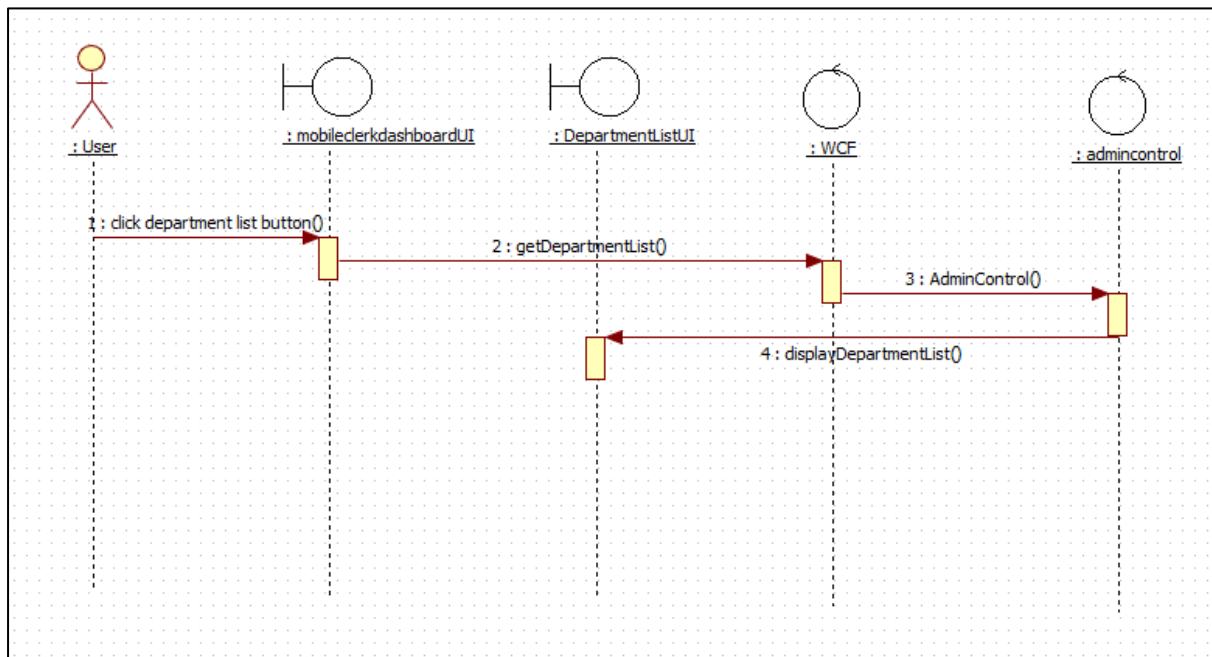 : User
: mobileclerkdashboardUI
: DepartmentListUI
: WCF
: admincontrol
1 : click department list button()
2 : getDepartmentList()
3 : AdminControl()
4 : displayDepartmentList()